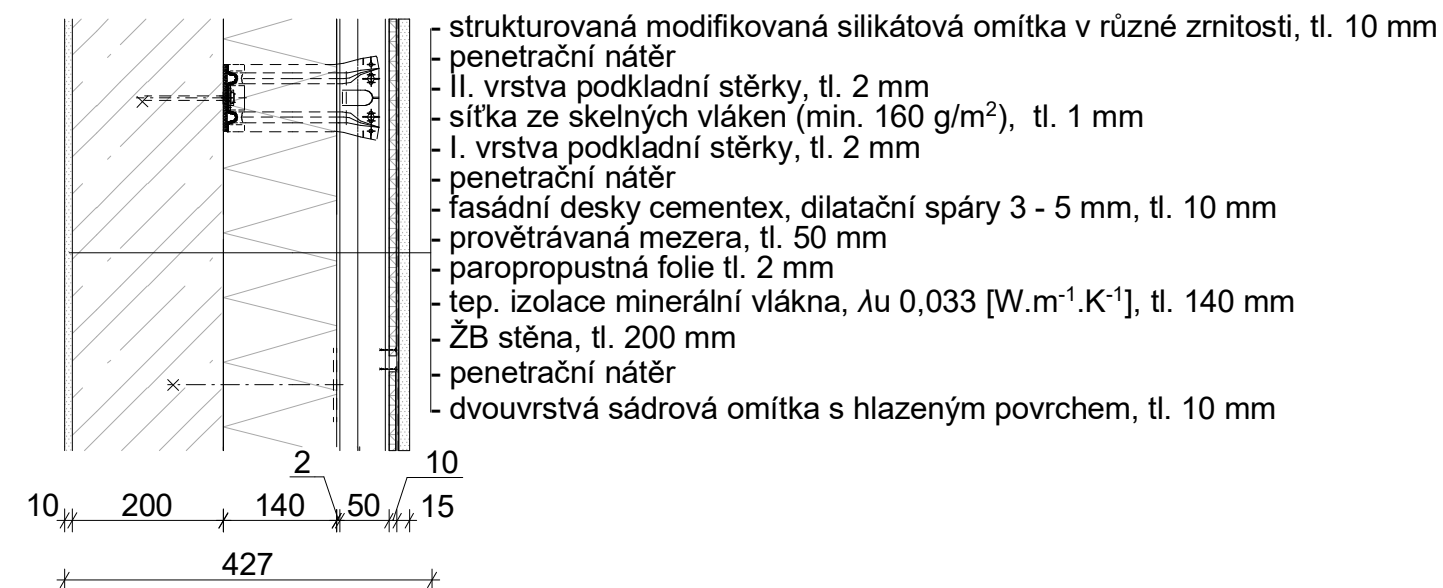 - strukturovaná modifikovaná silikátová omítka v různé zrnitosti, tl. 10 mm
- penetrační nátěr
- II. vrstva podkladní stěrky, tl. 2 mm
- síťka ze skelných vláken (min. 160 g/m²), tl. 1 mm
- I. vrstva podkladní stěrky, tl. 2 mm
- penetrační nátěr
- fasádní desky cementex, dilatační spáry 3 - 5 mm, tl. 10 mm
- provětrávaná mezera, tl. 50 mm
- paropropustná folie tl. 2 mm
- tep. izolace minerální vlákna, λu 0,033 [W.m⁻¹.K⁻¹], tl. 140 mm
- ŽB stěna, tl. 200 mm
- penetrační nátěr
- dvouvrstvá sádrová omítka s hlazeným povrchem, tl. 10 mm
2 10
10 200 140 50 15
427